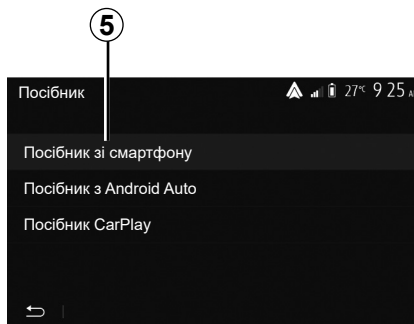 5
Посібник 27°C 9 25
Посібник зі смартфону
Посібник з Android Auto
Посібник CarPlay